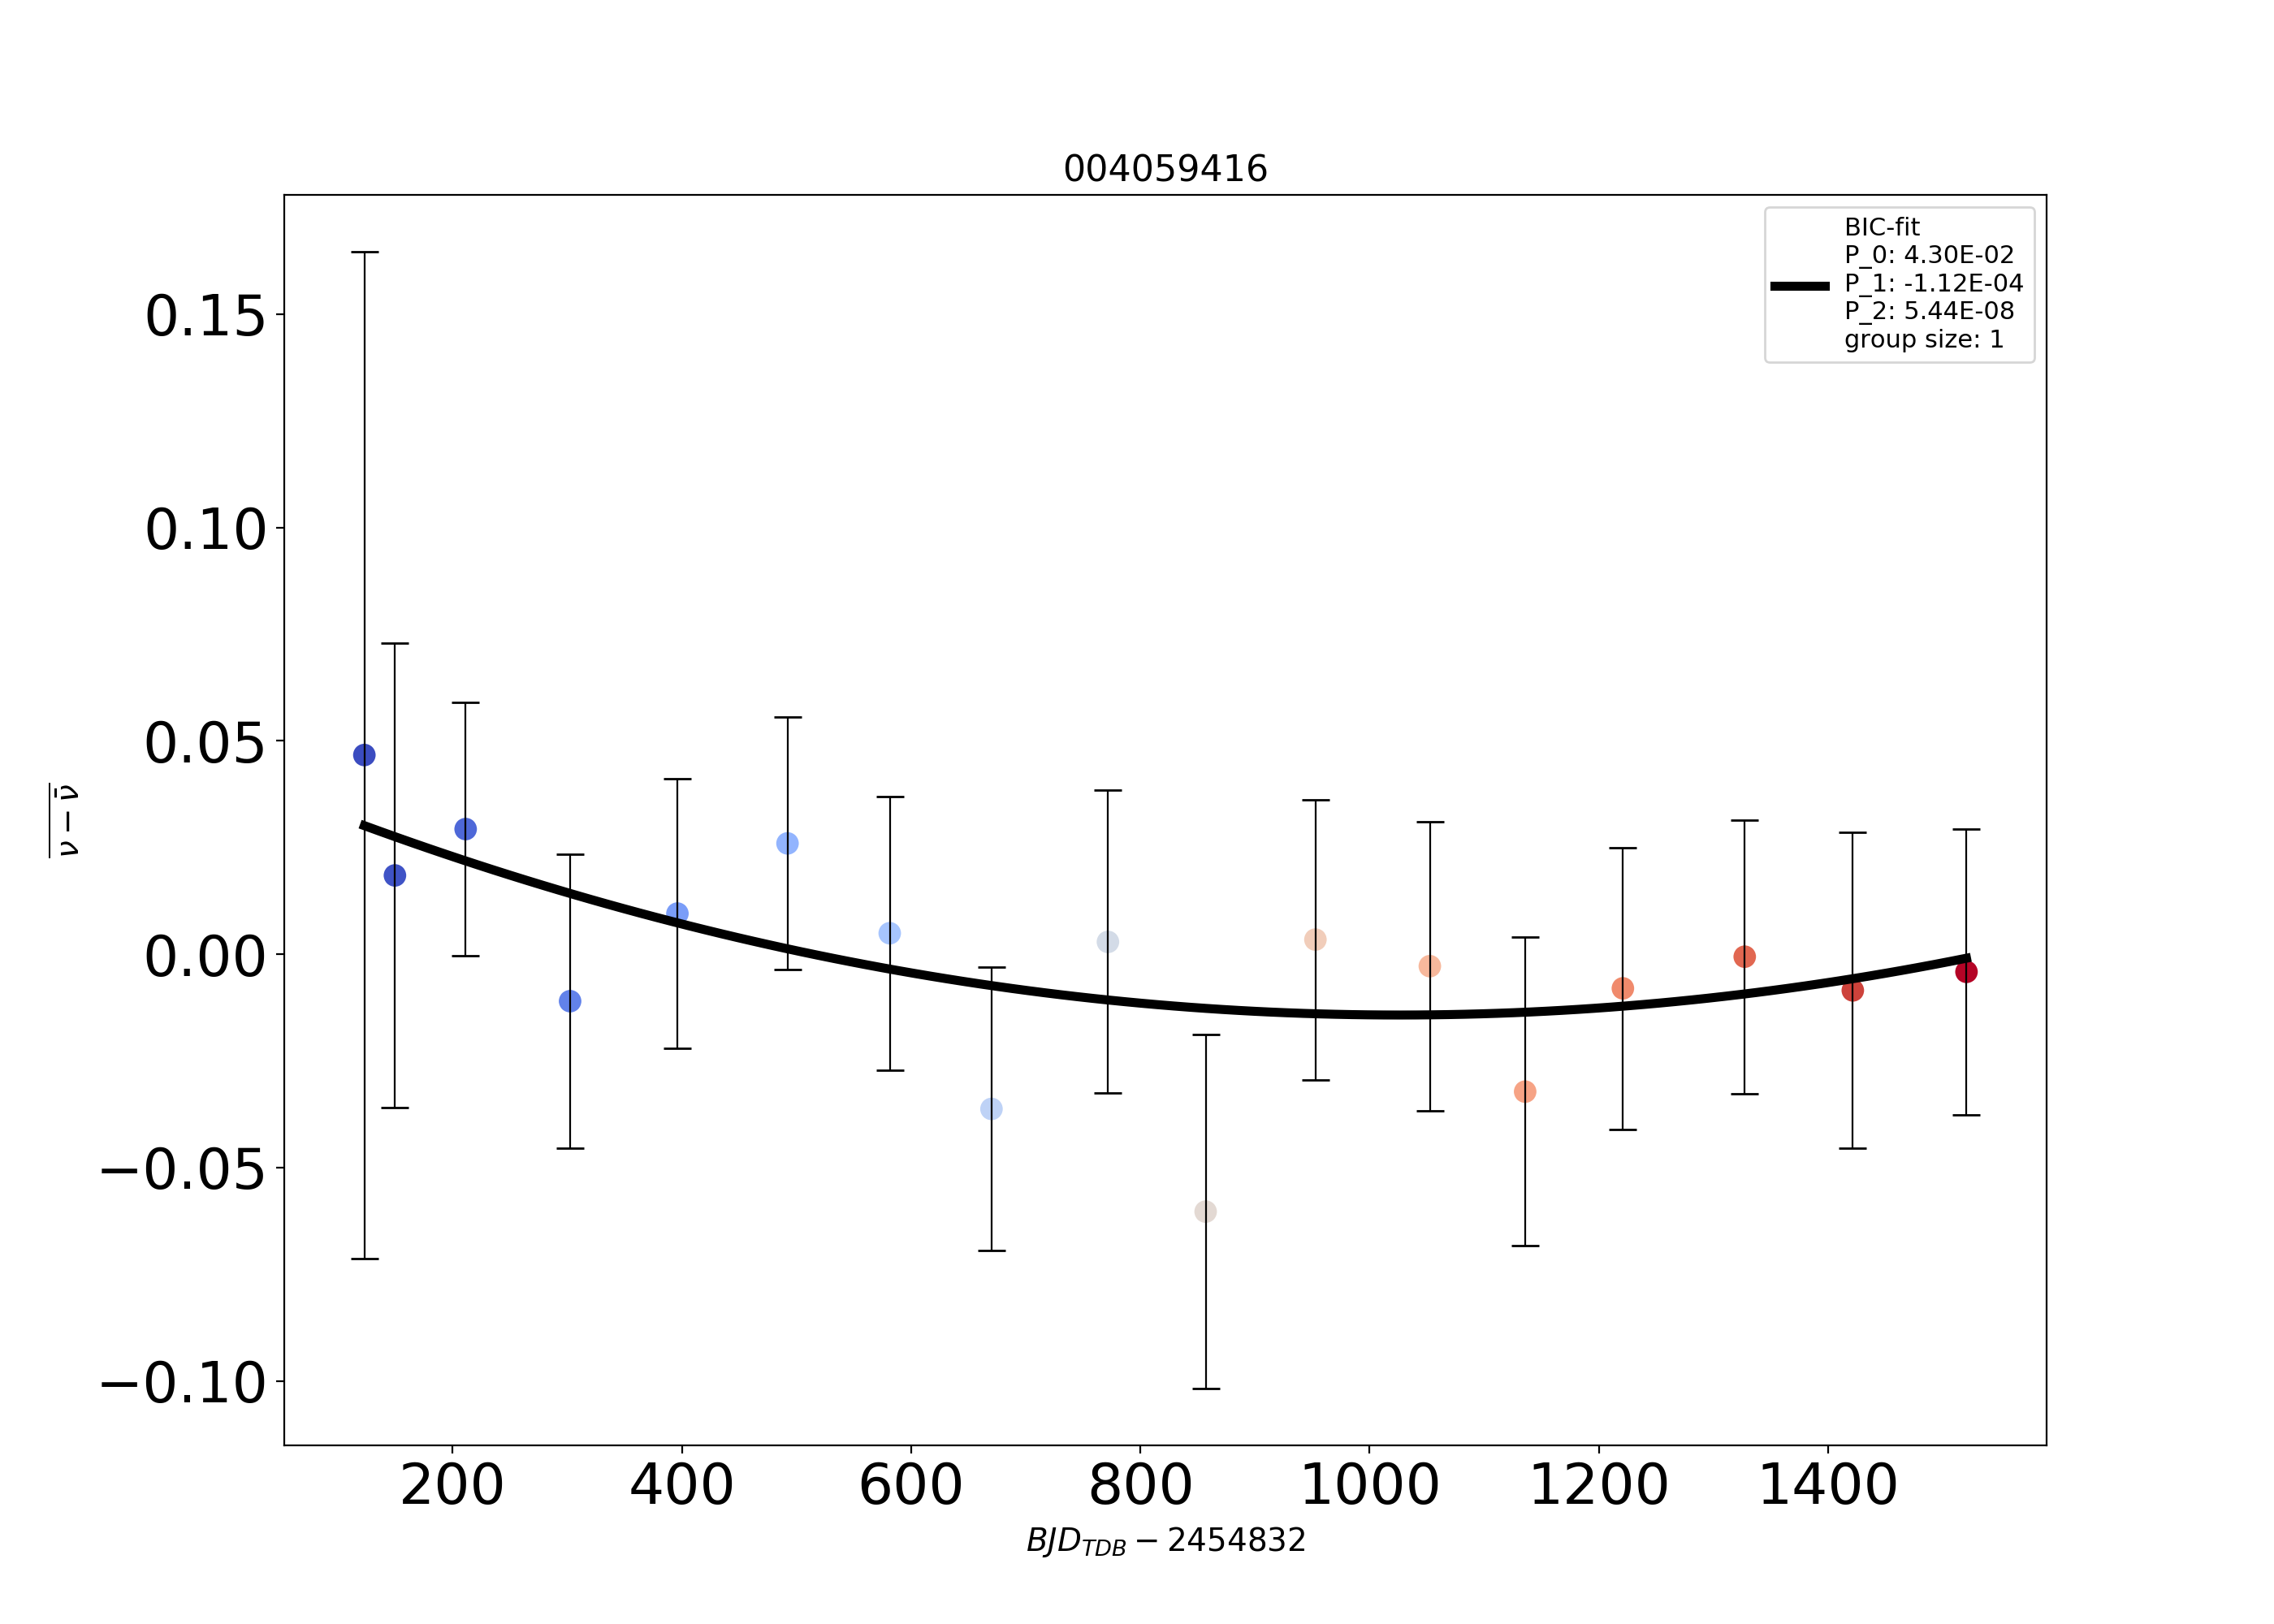 004059416
BIC-fit
P_0: 4.30E-02
P_1: -1.12E-04
P_2: 5.44E-08
group size: 1
0.15
0.10
0.05
0.00
−0.05
−0.10
ν − ν̄
200 400 600 800 1000 1200 1400
BJD_TDB − 2454832